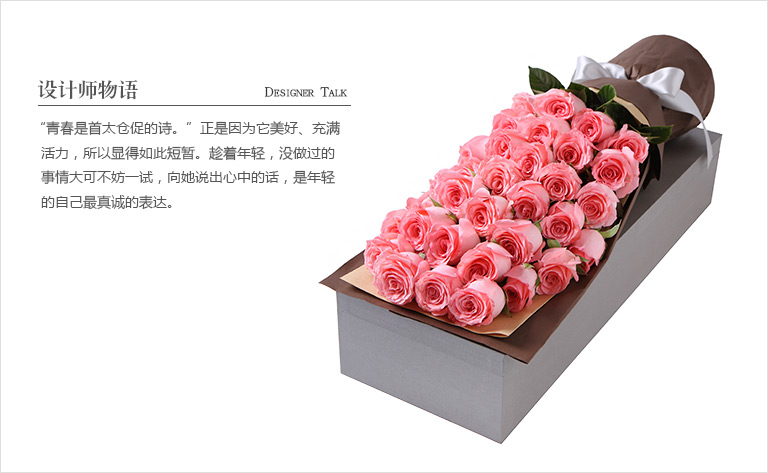 设计师物语
DESIGNER TALK
“青春是首太仓促的诗。”正是因为它美好、充满
活力，所以显得如此短暂。趁着年轻，没做过的
事情大可不妨一试，向她说出心中的话，是年轻
的自己最真诚的表达。